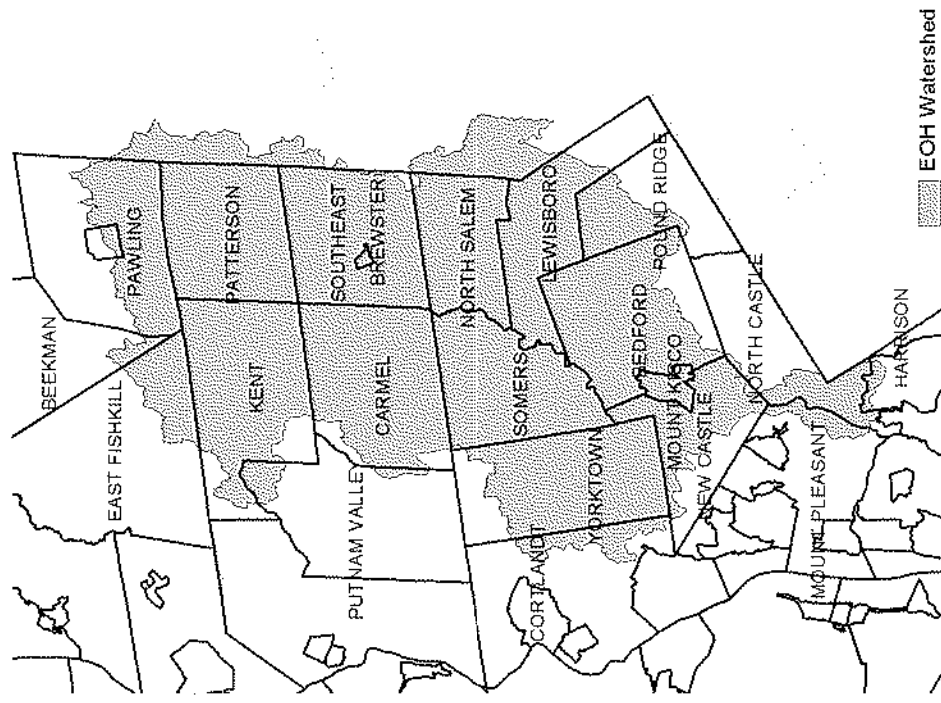 BEEKMAN
EAST FISHKILL
PAWLING
KENT
PATTERSON
PUTNAM VALLEY
CARMEL
SOUTHEAST
BREWSTER
NORTH SALEM
SOMERS
LEWISBORO
CORTLANDT
YORKTOWN
BEDFORD
POUND RIDGE
MOUNT KISCO
NEW CASTLE
NORTH CASTLE
MOUNT PLEASANT
HARRISON
EOH Watershed